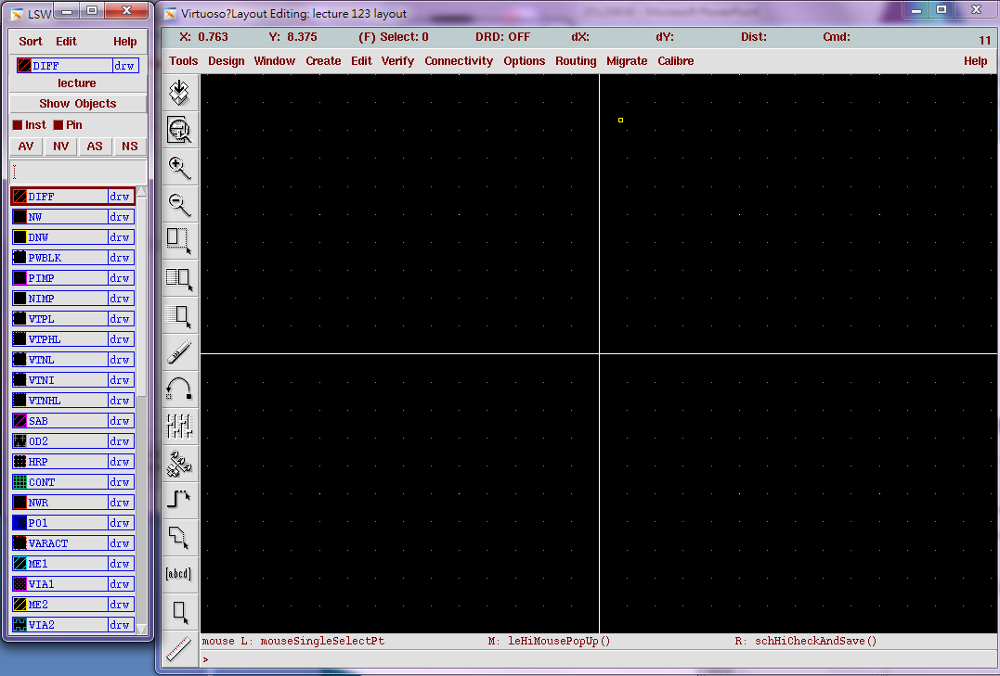 LSW
Sort Edit Help
DIFF drw
lecture
Show Objects
Inst Pin
AV NV AS NS
DIFF drw
NW drw
DNW drw
PWBLK drw
PIMP drw
NIMP drw
VTPL drw
VTPHL drw
VTNL drw
VTNI drw
VTNHL drw
SAB drw
OD2 drw
HRP drw
CONT drw
NWR drw
PO1 drw
VARACT drw
ME1 drw
VIA1 drw
ME2 drw
VIA2 drw
Virtuoso?Layout Editing: lecture 123 layout
X: 0.763 Y: 8.375 (F) Select: 0 DRD: OFF dX: dY: Dist: Cmd: 11
Tools Design Window Create Edit Verify Connectivity Options Routing Migrate Calibre Help
[abcd]
mouse L: mouseSingleSelectPt M: leHiMousePopUp() R: schHiCheckAndSave()
>